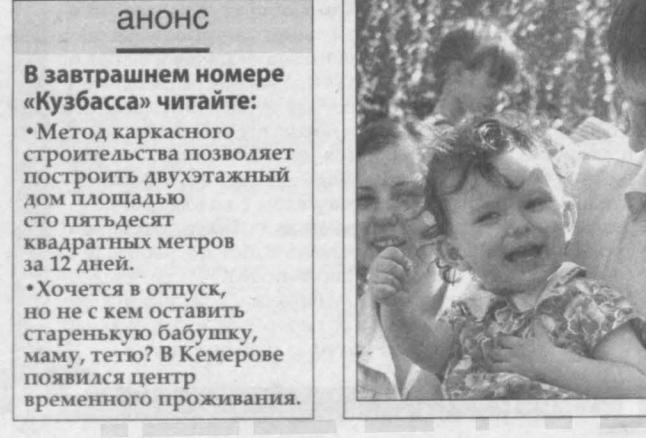 анонс
В завтрашнем номере
«Кузбасса» читайте:
•Метод каркасного
строительства позволяет
построить двухэтажный
дом площадью
сто пятьдесят
квадратных метров
за 12 дней.
•Хочется в отпуск,
но не с кем оставить
старенькую бабушку,
маму, тетю? В Кемерове
появился центр
временного проживания.